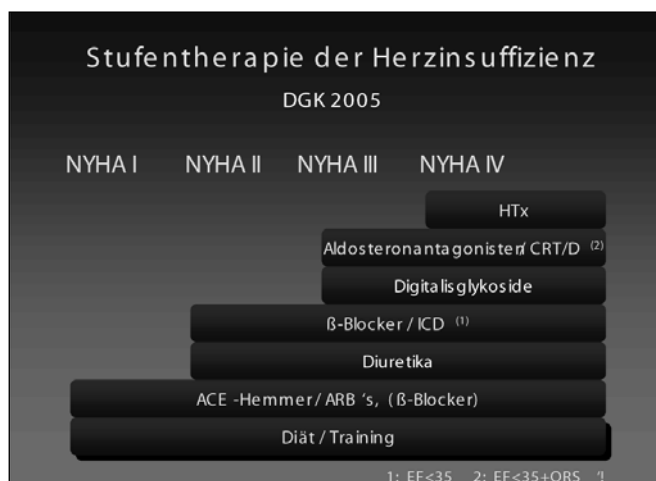 Stufentherapie der Herzinsuffizienz
DGK 2005
NYHA I NYHA II NYHA III NYHA IV
HTx
Aldosteronantagonisten/ CRT/D (2)
Digitalisglykoside
ß-Blocker / ICD (1)
Diuretika
ACE -Hemmer / ARB 's, (ß-Blocker)
Diät / Training
1: EF<35 2: EF<35+QRS